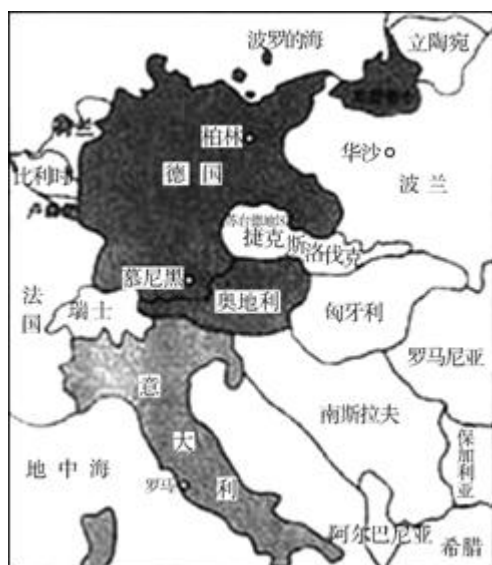 波罗的海
立陶宛
荷兰
柏林
华沙
比利时
德国
波兰
苏台德地区
捷克斯洛伐克
慕尼黑
奥地利
匈牙利
法国
瑞士
罗马尼亚
意大利
南斯拉夫
保加利亚
地中海
罗马
阿尔巴尼亚
希腊